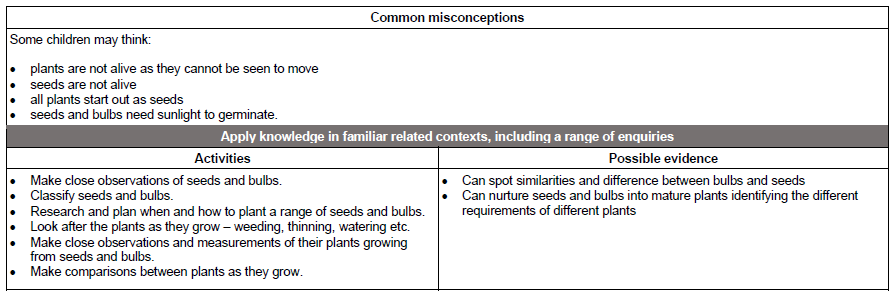 Common misconceptions
Some children may think:
• plants are not alive as they cannot be seen to move
• seeds are not alive
• all plants start out as seeds
• seeds and bulbs need sunlight to germinate.
Apply knowledge in familiar related contexts, including a range of enquiries
Activities
• Make close observations of seeds and bulbs.
• Classify seeds and bulbs.
• Research and plan when and how to plant a range of seeds and bulbs.
• Look after the plants as they grow – weeding, thinning, watering etc.
• Make close observations and measurements of their plants growing
from seeds and bulbs.
• Make comparisons between plants as they grow.
Possible evidence
• Can spot similarities and difference between bulbs and seeds
• Can nurture seeds and bulbs into mature plants identifying the different
requirements of different plants